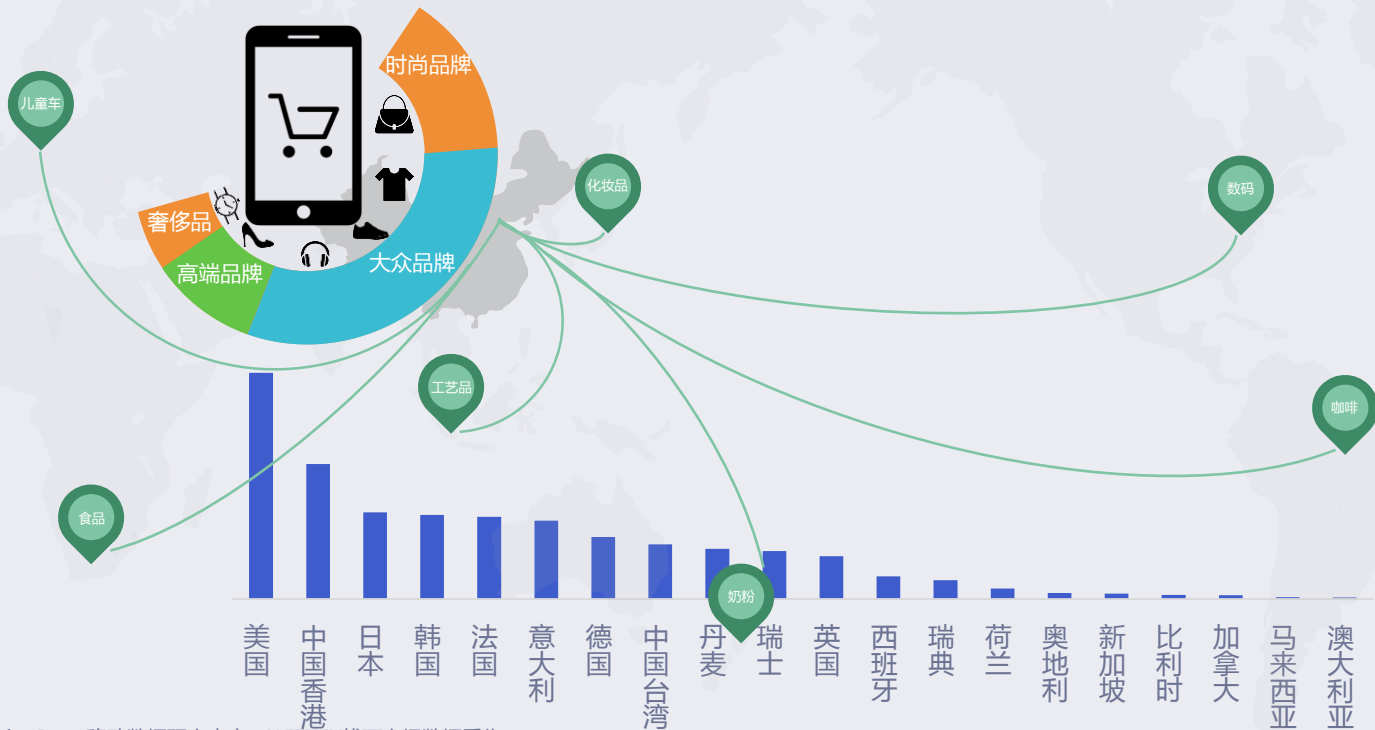 时尚品牌
儿童车
化妆品
数码
奢侈品
大众品牌
高端品牌
工艺品
咖啡
食品
奶粉
美国
中国香港
日本
韩国
法国
意大利
德国
中国台湾
丹麦
瑞士
英国
西班牙
瑞典
荷兰
奥地利
新加坡
比利时
加拿大
马来西亚
澳大利亚